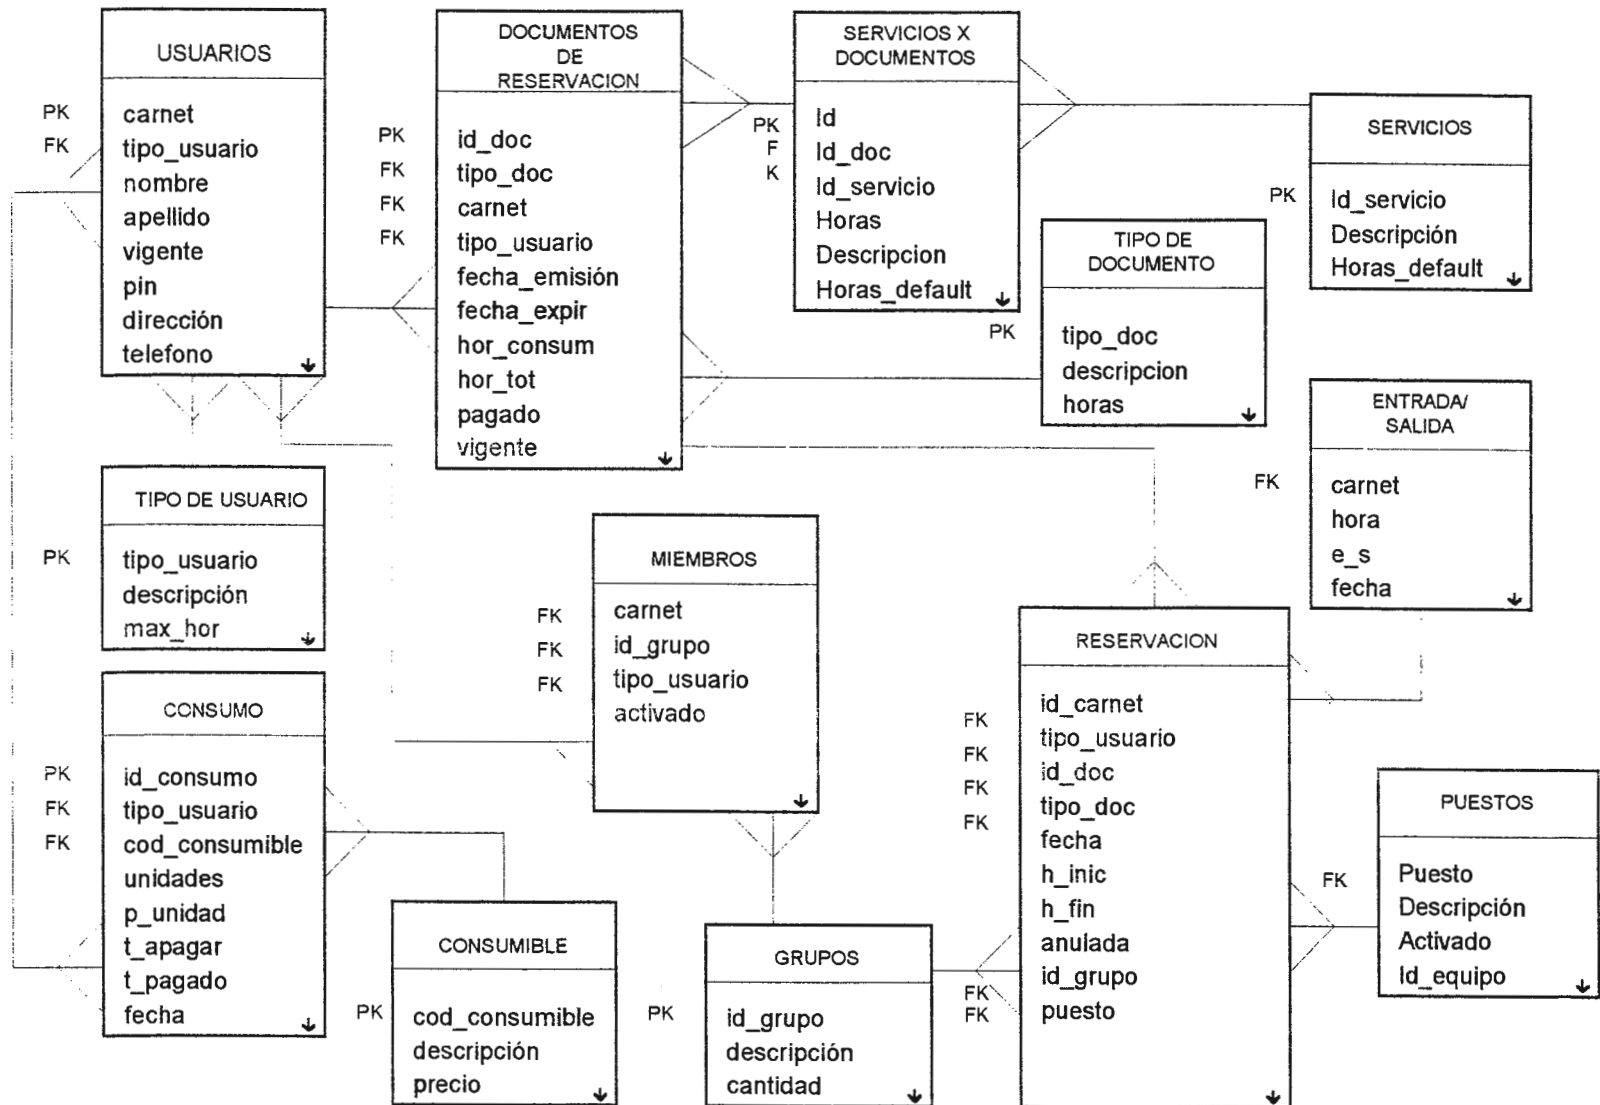 USUARIOS
PK carnet
FK tipo_usuario
nombre
apellido
vigente
pin
dirección
telefono
DOCUMENTOS
DE
RESERVACION
PK id_doc
FK tipo_doc
FK carnet
FK tipo_usuario
fecha_emisión
fecha_expir
hor_consum
hor_tot
pagado
vigente
SERVICIOS X
DOCUMENTOS
PK Id
F Id_doc
K Id_servicio
Horas
Descripcion
Horas_default
SERVICIOS
PK Id_servicio
Descripción
Horas_default
TIPO DE
DOCUMENTO
PK tipo_doc
descripcion
horas
ENTRADA/
SALIDA
FK carnet
hora
e_s
fecha
TIPO DE USUARIO
PK tipo_usuario
descripción
max_hor
MIEMBROS
FK carnet
FK id_grupo
FK tipo_usuario
activado
RESERVACION
FK id_carnet
FK tipo_usuario
FK id_doc
FK tipo_doc
fecha
h_inic
h_fin
anulada
FK id_grupo
FK puesto
CONSUMO
PK id_consumo
FK tipo_usuario
FK cod_consumible
unidades
p_unidad
t_apagar
t_pagado
fecha
PUESTOS
FK Puesto
Descripción
Activado
Id_equipo
CONSUMIBLE
PK cod_consumible
descripción
precio
GRUPOS
PK id_grupo
descripción
cantidad